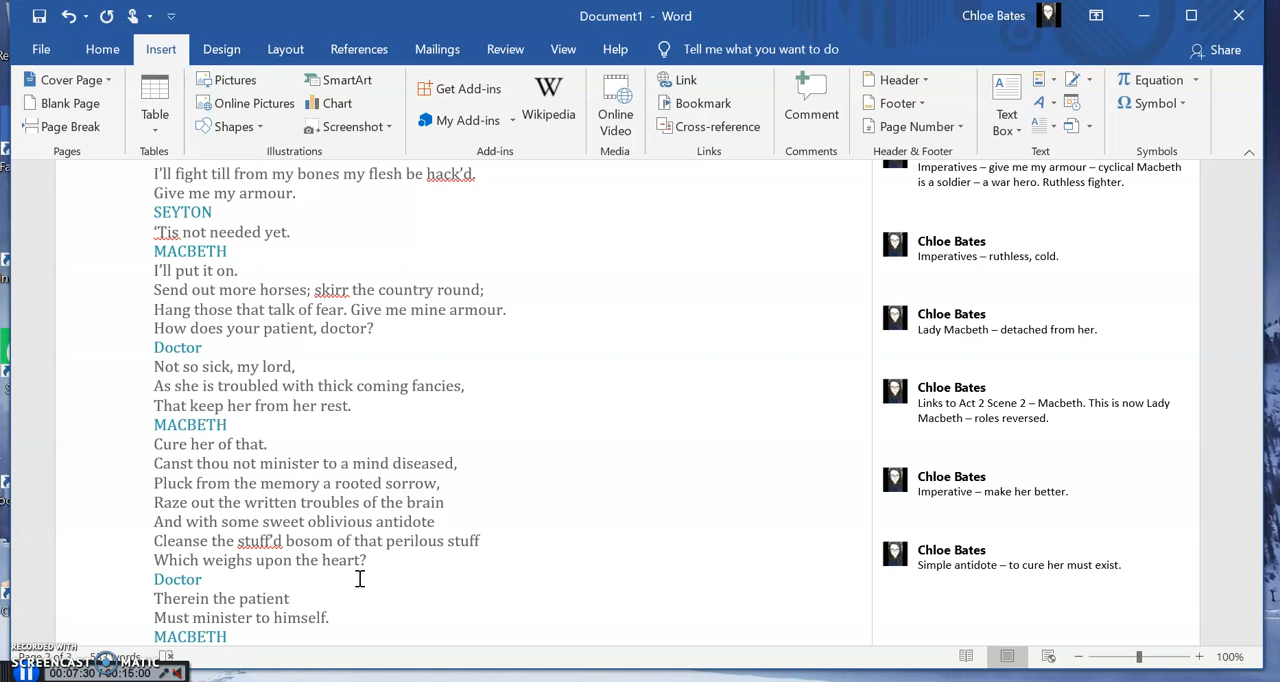 Document1 - Word
Chloe Bates
File Home Insert Design Layout References Mailings Review View Help Tell me what you want to do Share
Cover Page
Blank Page
Page Break
Pages
Table
Tables
Pictures
Online Pictures
Shapes
SmartArt
Chart
Screenshot
Illustrations
Get Add-ins
My Add-ins
Wikipedia
Add-ins
Online
Video
Media
Link
Bookmark
Cross-reference
Links
Comment
Comments
Header
Footer
Page Number
Header & Footer
Text
Box
Text
Equation
Symbol
Symbols
I'll fight till from my bones my flesh be hack'd.
Give me my armour.
SEYTON
'Tis not needed yet.
MACBETH
I'll put it on.
Send out more horses; skirr the country round;
Hang those that talk of fear. Give me mine armour.
How does your patient, doctor?
Doctor
Not so sick, my lord,
As she is troubled with thick coming fancies,
That keep her from her rest.
MACBETH
Cure her of that.
Canst thou not minister to a mind diseased,
Pluck from the memory a rooted sorrow,
Raze out the written troubles of the brain
And with some sweet oblivious antidote
Cleanse the stuff'd bosom of that perilous stuff
Which weighs upon the heart?
Doctor
Therein the patient
Must minister to himself.
MACBETH
Imperatives – give me my armour – cyclical Macbeth
is a soldier – a war hero. Ruthless fighter.
Chloe Bates
Imperatives – ruthless, cold.
Chloe Bates
Lady Macbeth – detached from her.
Chloe Bates
Links to Act 2 Scene 2 – Macbeth. This is now Lady
Macbeth – roles reversed.
Chloe Bates
Imperative – make her better.
Chloe Bates
Simple antidote – to cure her must exist.
RECORDED WITH
SCREENCAST MATIC
00:07:30 / 00:15:00
words
100%